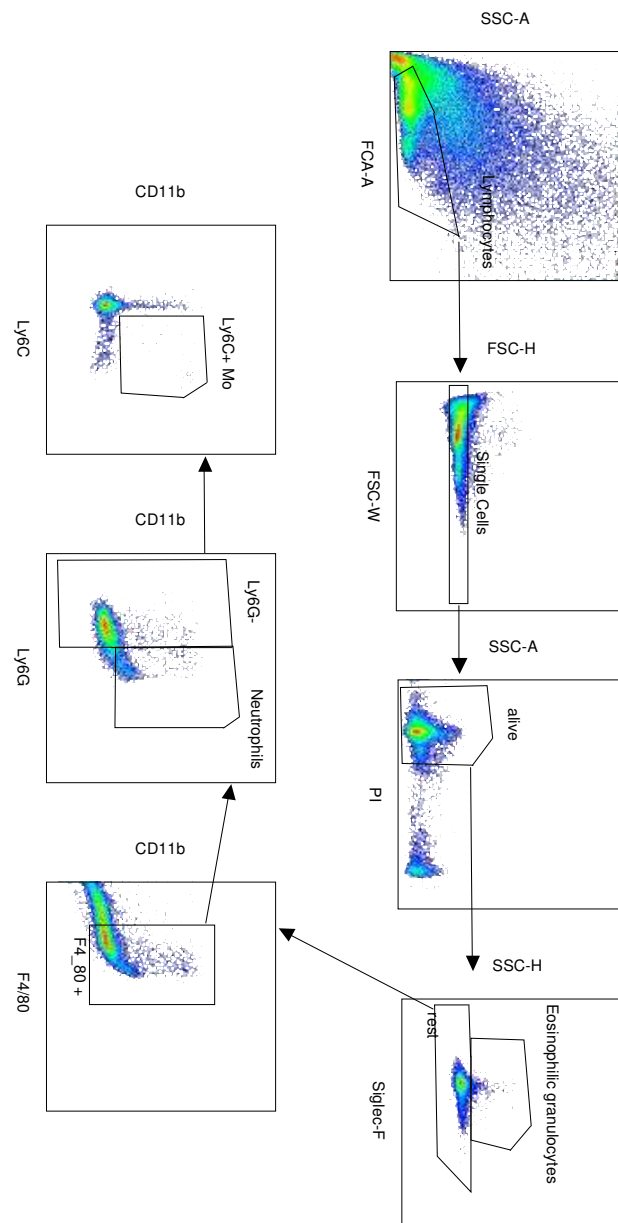 SSC-A
FCA-A
Lymphocytes
FSC-H
FSC-W
Single Cells
SSC-A
PI
alive
SSC-H
Siglec-F
rest
Eosinophilic granulocytes
CD11b
F4/80
F4_80 +
CD11b
Ly6G
Ly6G-
Neutrophils
CD11b
Ly6C
Ly6C+ Mo